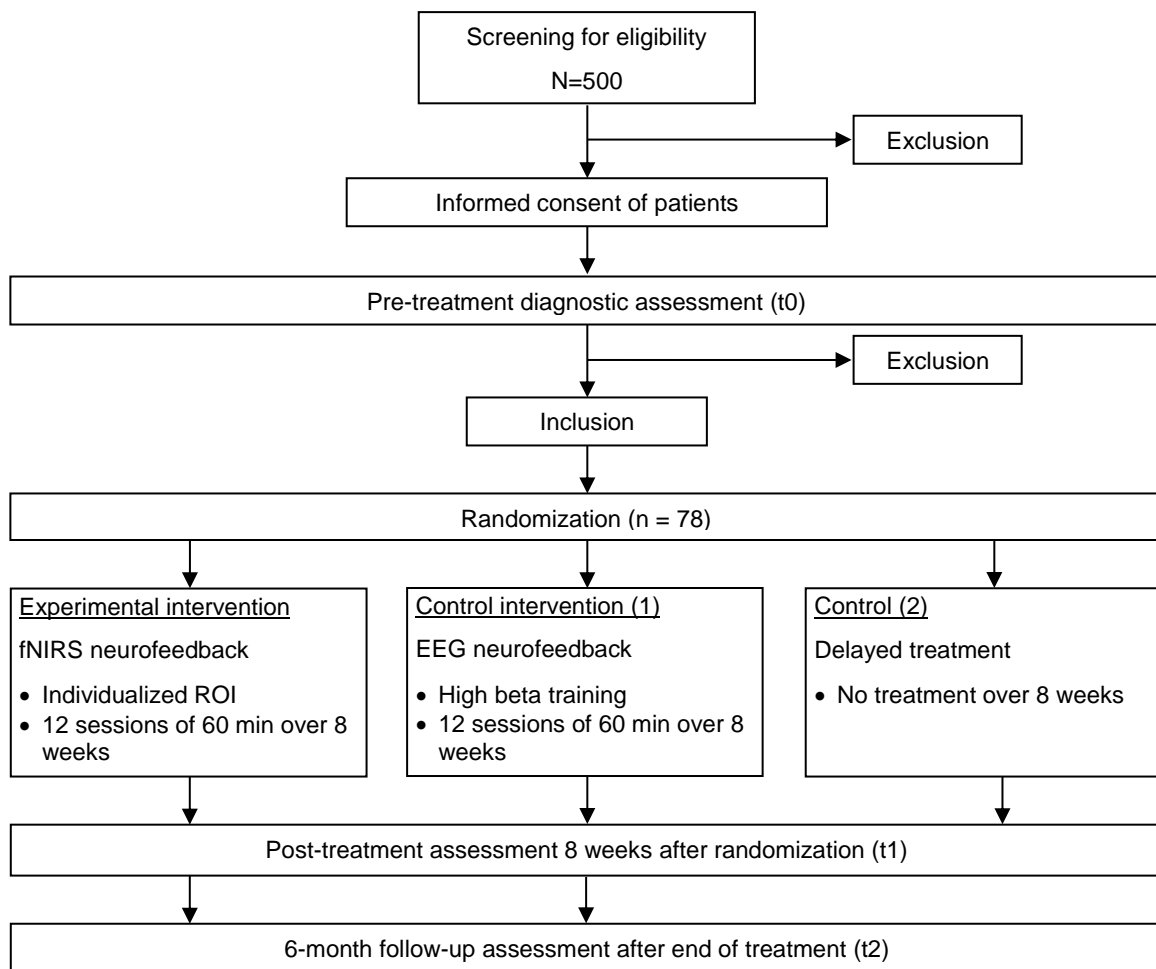 Screening for eligibility
N=500
Exclusion
Informed consent of patients
Pre-treatment diagnostic assessment (t0)
Exclusion
Inclusion
Randomization (n = 78)
Experimental intervention
fNIRS neurofeedback
• Individualized ROI
• 12 sessions of 60 min over 8
weeks
Control intervention (1)
EEG neurofeedback
• High beta training
• 12 sessions of 60 min over 8
weeks
Control (2)
Delayed treatment
• No treatment over 8 weeks
Post-treatment assessment 8 weeks after randomization (t1)
6-month follow-up assessment after end of treatment (t2)